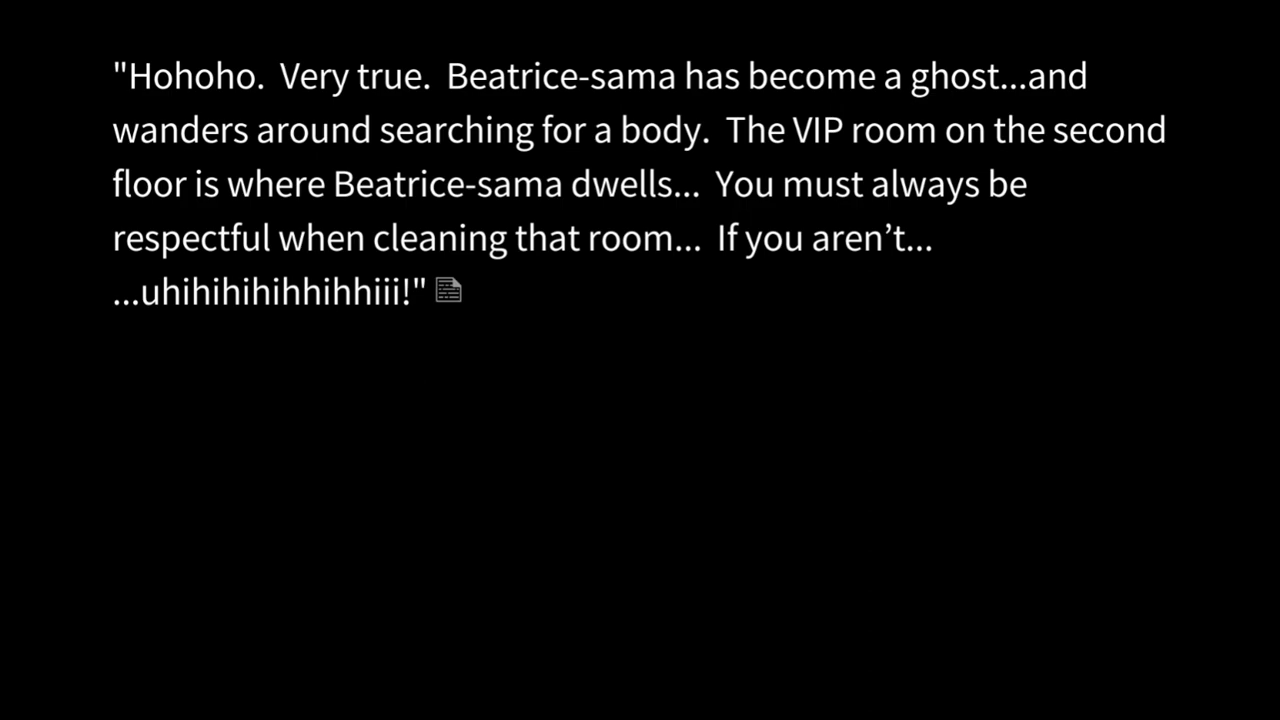 "Hohoho.  Very true.  Beatrice-sama has become a ghost...and
wanders around searching for a body.  The VIP room on the second
floor is where Beatrice-sama dwells...  You must always be
respectful when cleaning that room...  If you aren’t...
...uhihihihihhihhiii!"